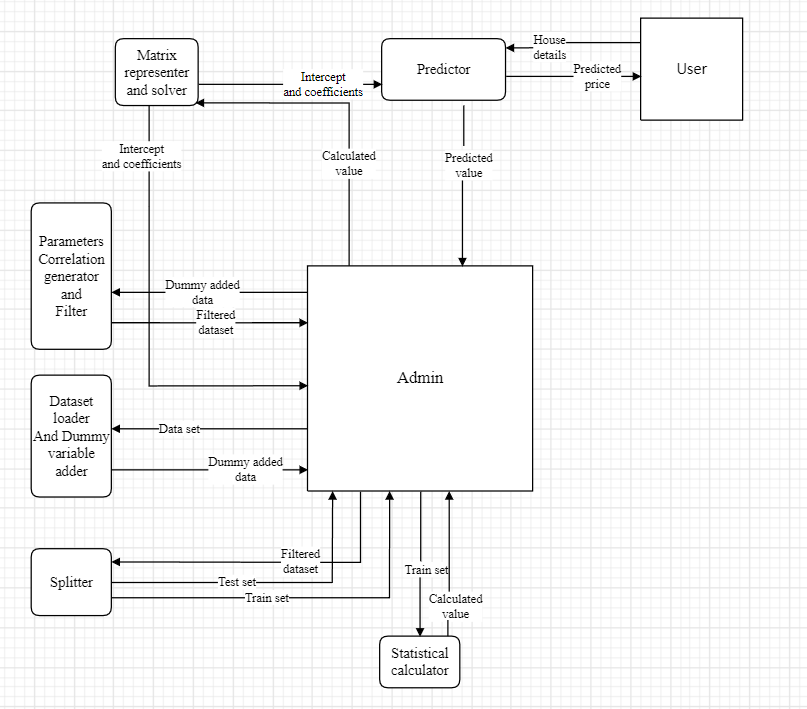 Matrix
representer
and solver
Intercept
and coefficients
Predictor
House
details
Predicted
price
User
Intercept
and coefficients
Calculated
value
Predicted
value
Parameters
Correlation
generator
and
Filter
Dummy added
data
Filtered
dataset
Admin
Dataset
loader
And Dummy
variable
adder
Data set
Dummy added
data
Splitter
Filtered
dataset
Test set
Train set
Train set
Calculated
value
Statistical
calculator